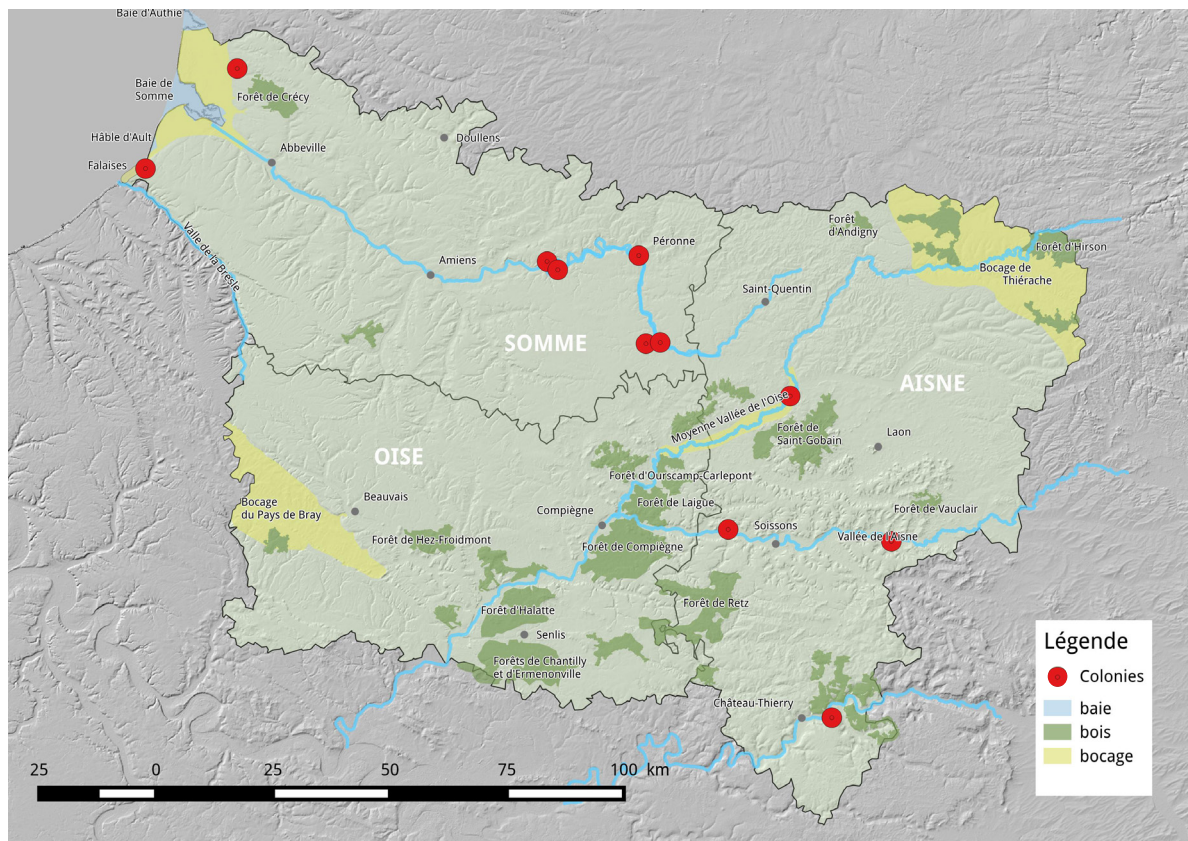 Baie d'Authie
Baie de
Somme
Forêt de Crécy
Hâble d'Ault
Doullens
Abbeville
Falaises
Valle de la Bresle
Amiens
Péronne
Forêt
d'Andigny
Forêt d'Hirson
Bocage de
Thiérache
Saint-Quentin
SOMME
AISNE
Moyenne Vallée de l'Oise
Forêt de
Saint-Gobain
Laon
OISE
Forêt d'Ourscamp-Carlepont
Beauvais
Bocage
du Pays de Bray
Compiègne
Forêt de Laigue
Forêt de Vauclair
Soissons
Vallée de l'Aisne
Forêt de Hez-Froidmont
Forêt de Compiègne
Forêt d'Halatte
Forêt de Retz
Senlis
Forêts de Chantilly
et d'Ermenonville
Château-Thierry
Légende
Colonies
baie
bois
bocage
25 0 25 50 75 100 km